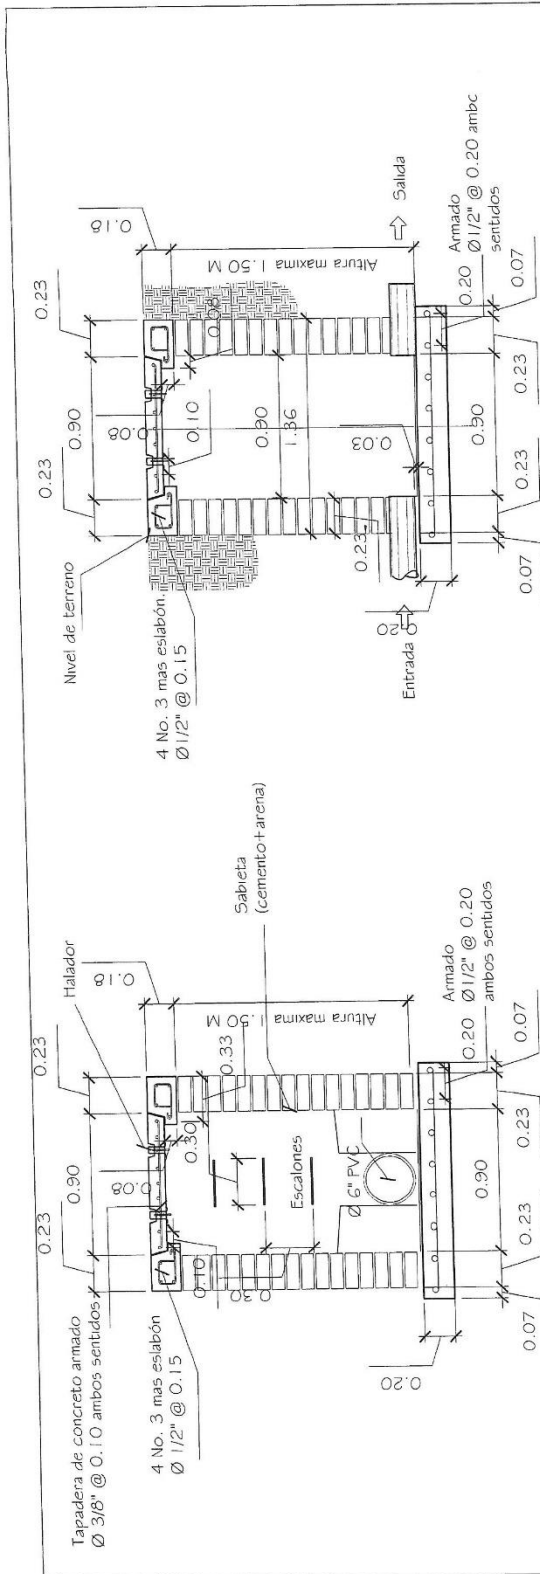 0.23
0.90
0.23
Halador
0.18
Tapadera de concreto armado
Ø 3/8" @ 0.10 ambos sentidos
4 No. 3 mas eslabón
Ø 1/2" @ 0.15
0.08
0.30
0.33
0.10
0.30
Altura maxima 1.50 M
Sabieta
(cemento+arena)
Escalones
Ø 6" PVC
Armado
Ø1/2" @ 0.20
ambos sentidos
0.20
0.20
0.07
0.23
0.90
0.23
0.07
0.23
0.90
0.23
0.18
Nivel de terreno
4 No. 3 mas eslabón.
Ø1/2" @ 0.15
0.08
0.08
0.10
0.90
1.36
Altura maxima 1.50 M
0.03
0.23
Entrada
Salida
0.20
Armado
Ø1/2" @ 0.20 ambc
sentidos
0.20
0.07
0.23
0.90
0.23
0.07